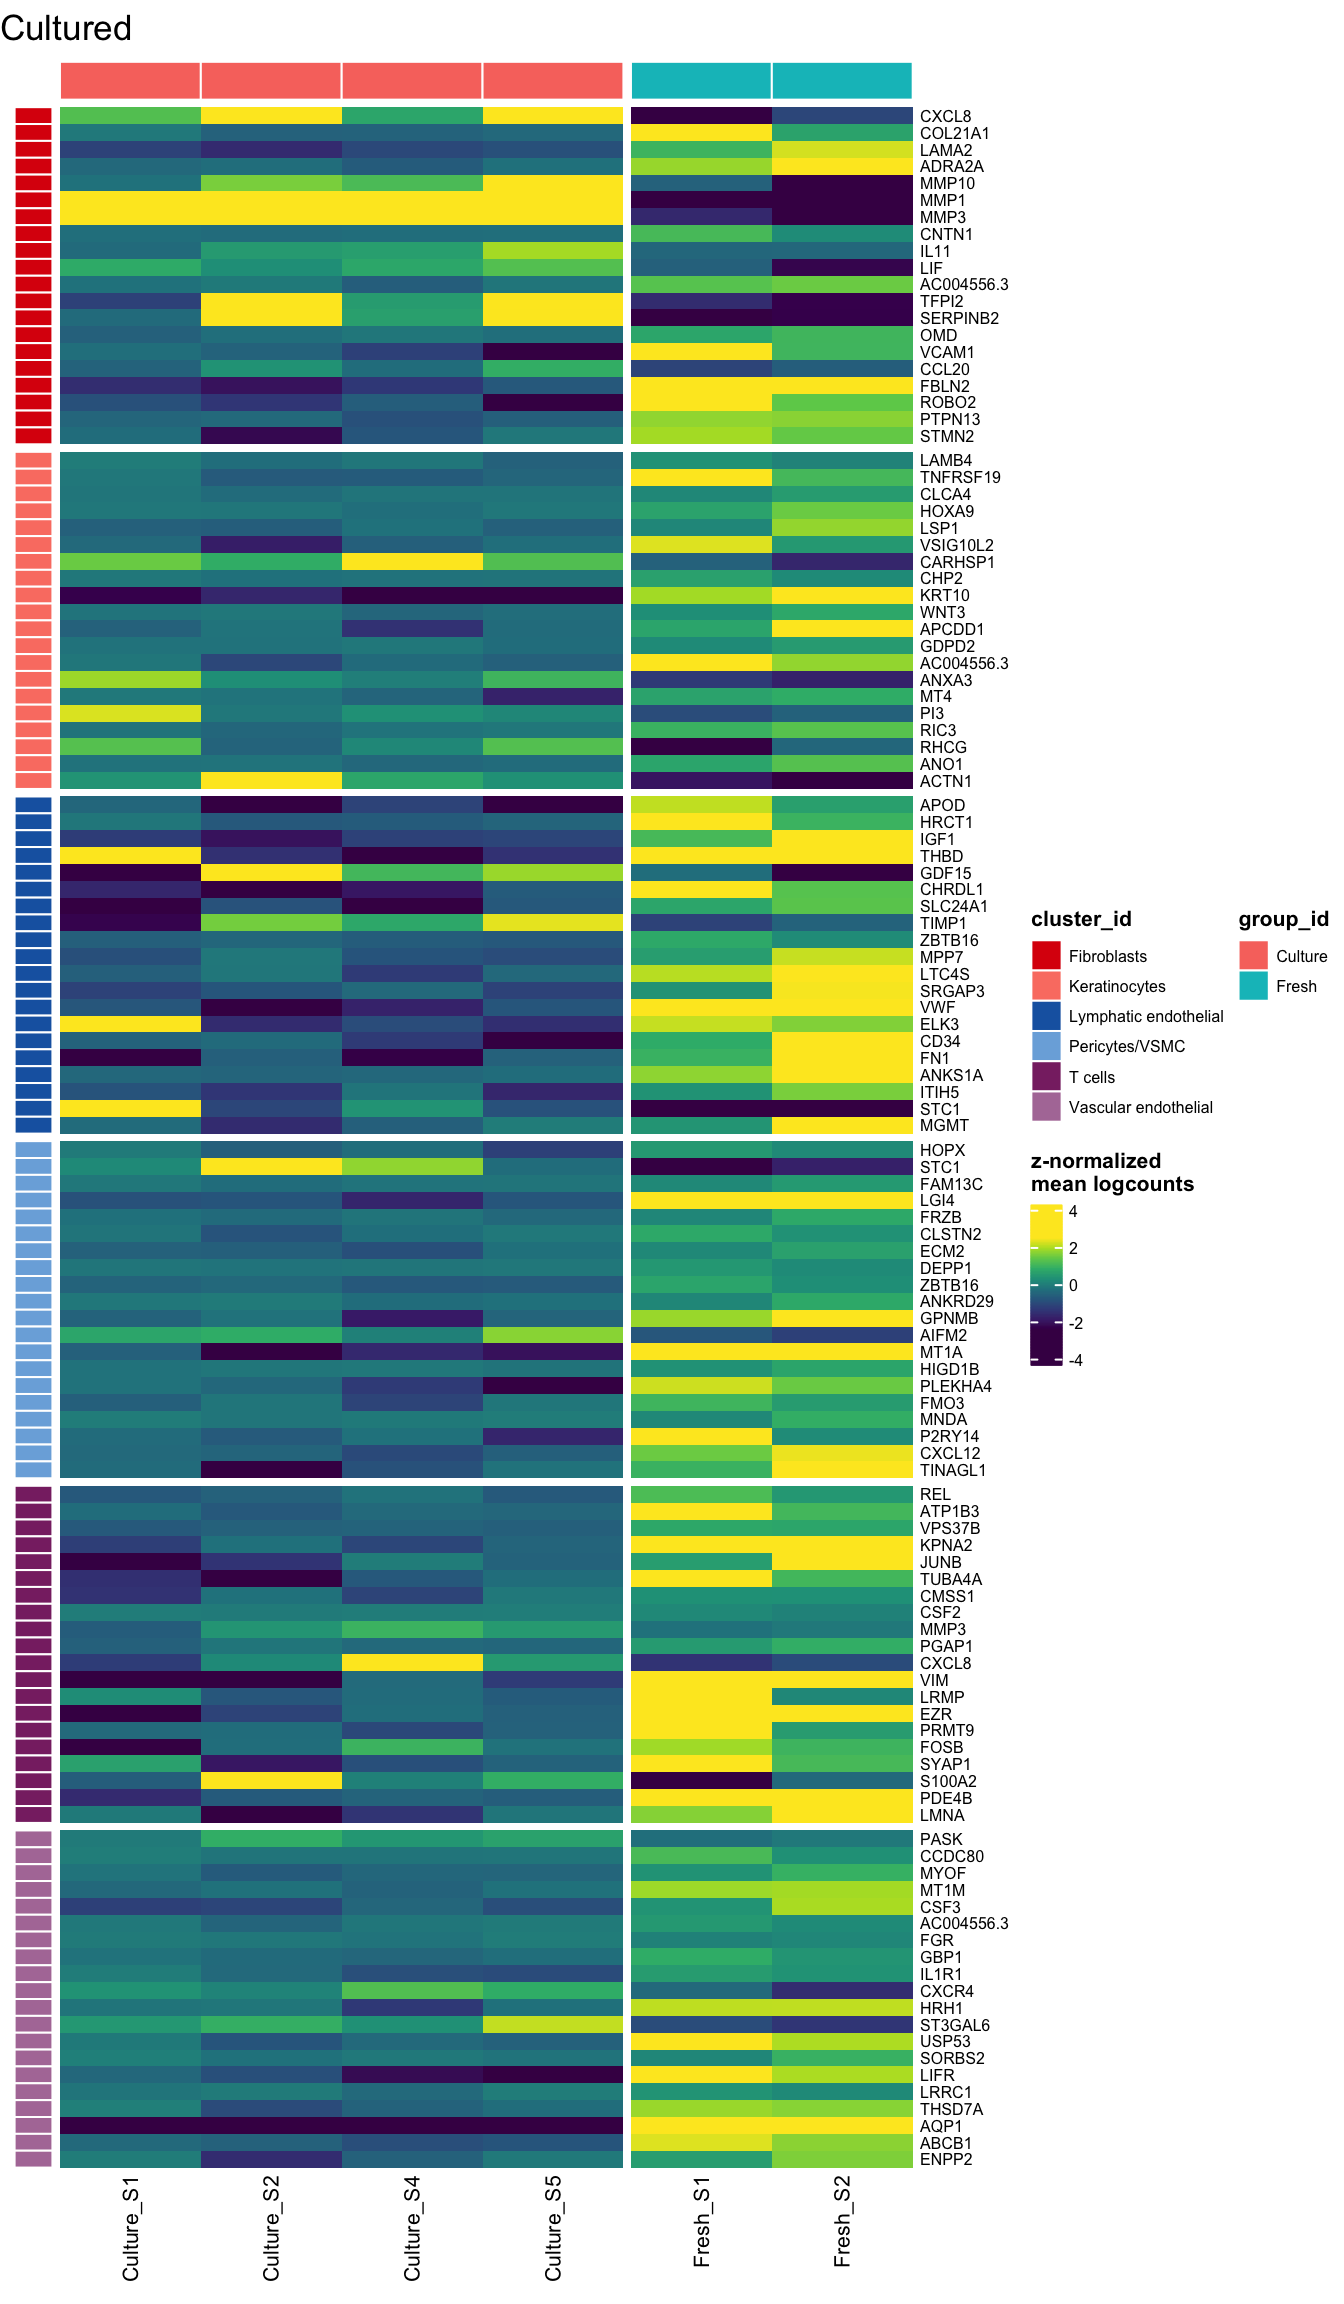 Cultured
CXCL8
COL21A1
LAMA2
ADRA2A
MMP10
MMP1
MMP3
CNTN1
IL11
LIF
AC004556.3
TFPI2
SERPINB2
OMD
VCAM1
CCL20
FBLN2
ROBO2
PTPN13
STMN2
LAMB4
TNFRSF19
CLCA4
HOXA9
LSP1
VSIG10L2
CARHSP1
CHP2
KRT10
WNT3
APCDD1
GDPD2
AC004556.3
ANXA3
MT4
PI3
RIC3
RHCG
ANO1
ACTN1
APOD
HRCT1
IGF1
THBD
GDF15
CHRDL1
SLC24A1
TIMP1
ZBTB16
MPP7
LTC4S
SRGAP3
VWF
ELK3
CD34
FN1
ANKS1A
ITIH5
STC1
MGMT
HOPX
STC1
FAM13C
LGI4
FRZB
CLSTN2
ECM2
DEPP1
ZBTB16
ANKRD29
GPNMB
AIFM2
MT1A
HIGD1B
PLEKHA4
FMO3
MNDA
P2RY14
CXCL12
TINAGL1
REL
ATP1B3
VPS37B
KPNA2
JUNB
TUBA4A
CMSS1
CSF2
MMP3
PGAP1
CXCL8
VIM
LRMP
EZR
PRMT9
FOSB
SYAP1
S100A2
PDE4B
LMNA
PASK
CCDC80
MYOF
MT1M
CSF3
AC004556.3
FGR
GBP1
IL1R1
CXCR4
HRH1
ST3GAL6
USP53
SORBS2
LIFR
LRRC1
THSD7A
AQP1
ABCB1
ENPP2
Culture_S1
Culture_S2
Culture_S4
Culture_S5
Fresh_S1
Fresh_S2
cluster_id
Fibroblasts
Keratinocytes
Lymphatic endothelial
Pericytes/VSMC
T cells
Vascular endothelial
group_id
Culture
Fresh
z-normalized
mean logcounts
4
2
0
-2
-4